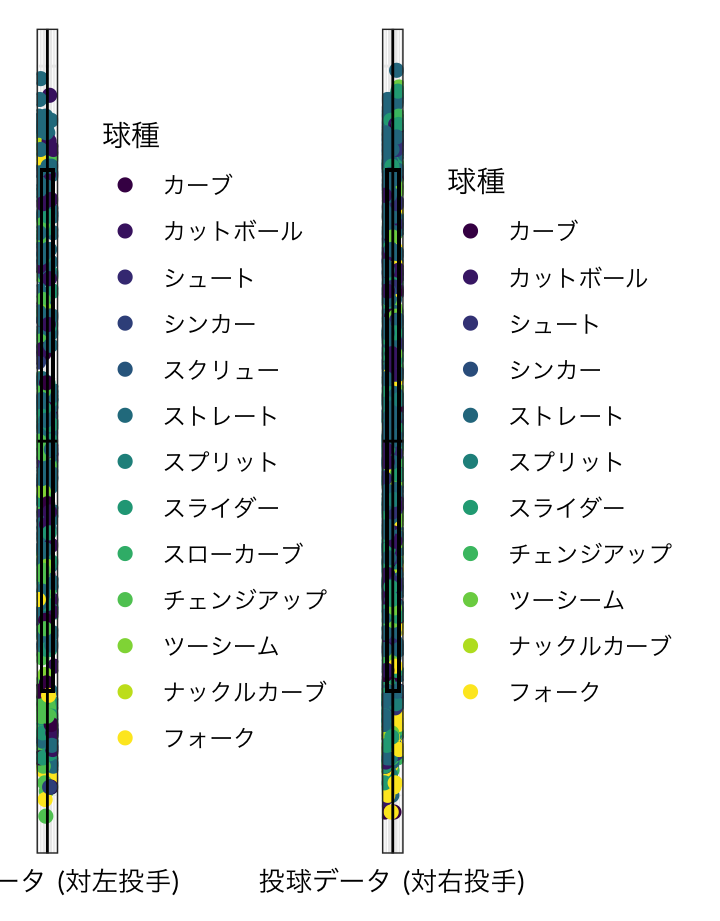 球種
カーブ
カットボール
シュート
シンカー
スクリュー
ストレート
スプリット
スライダー
スローカーブ
チェンジアップ
ツーシーム
ナックルカーブ
フォーク
ータ (対左投手)
球種
カーブ
カットボール
シュート
シンカー
ストレート
スプリット
スライダー
チェンジアップ
ツーシーム
ナックルカーブ
フォーク
投球データ (対右投手)